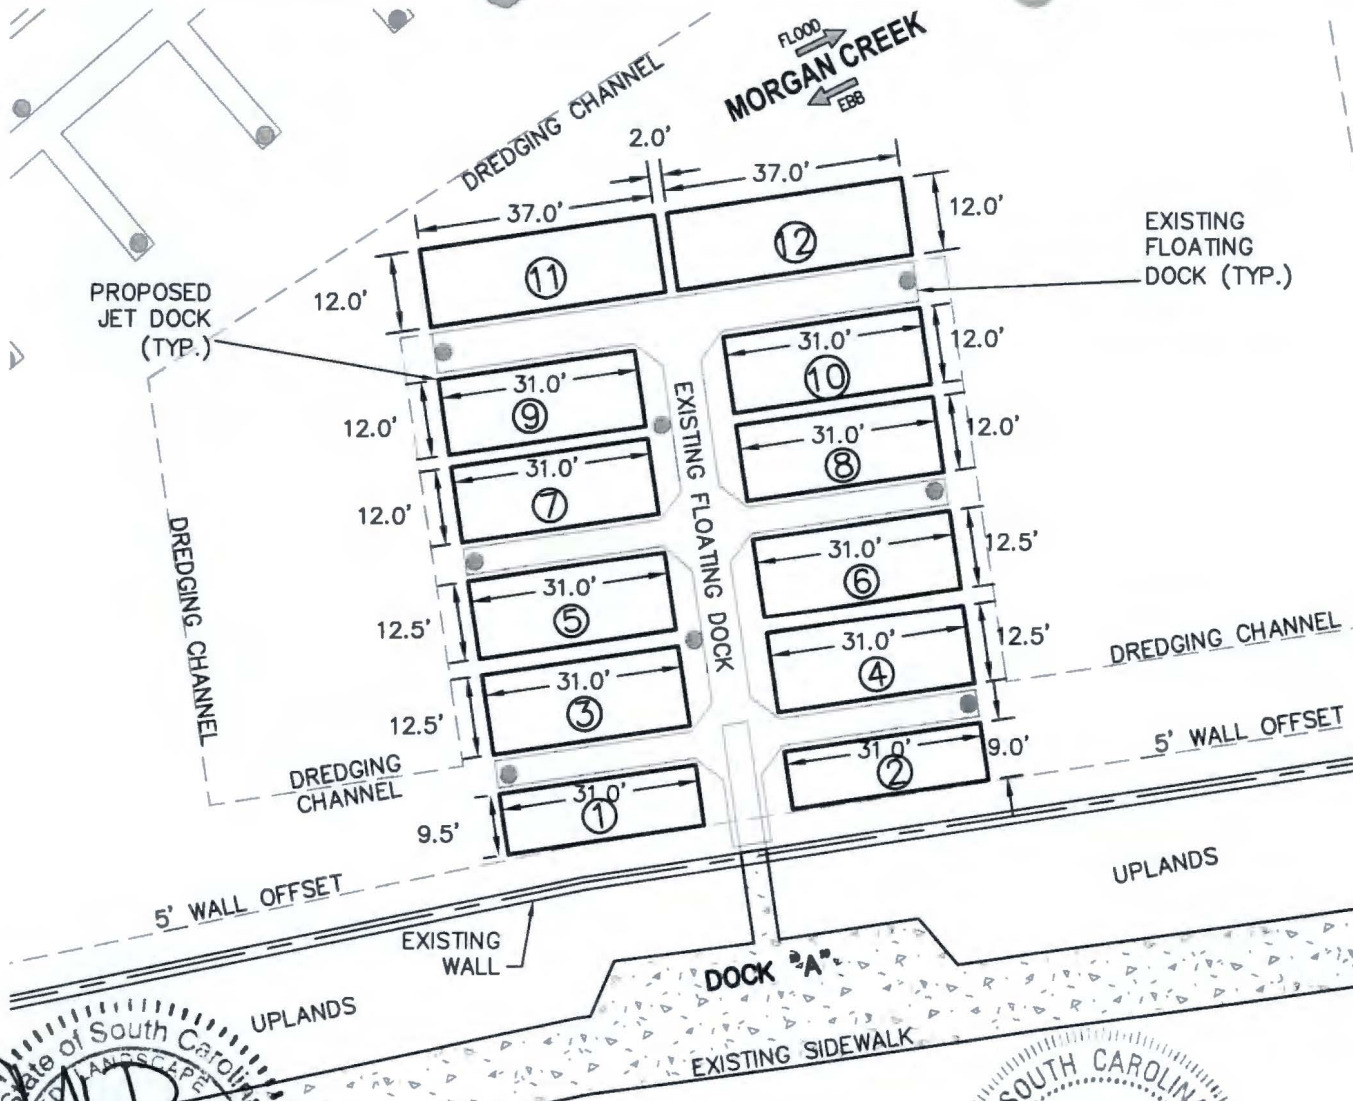 FLOOD
MORGAN CREEK
EBB
DREDGING CHANNEL
2.0'
37.0'
37.0'
12.0'
EXISTING
FLOATING
DOCK (TYP.)
12
11
12.0'
PROPOSED
JET DOCK
(TYP.)
31.0'
10
12.0'
31.0'
9
12.0'
EXISTING FLOATING DOCK
31.0'
8
12.0'
31.0'
7
12.0'
DREDGING CHANNEL
31.0'
6
12.5'
31.0'
5
12.5'
31.0'
4
12.5'
DREDGING CHANNEL
31.0'
3
12.5'
5' WALL OFFSET
31.0'
2
9.0'
DREDGING
CHANNEL
31.0'
1
9.5'
5' WALL OFFSET
UPLANDS
EXISTING
WALL
DOCK "A"
UPLANDS
EXISTING SIDEWALK
State of South Carolina
LANDSCAPE
SOUTH CAROLIN